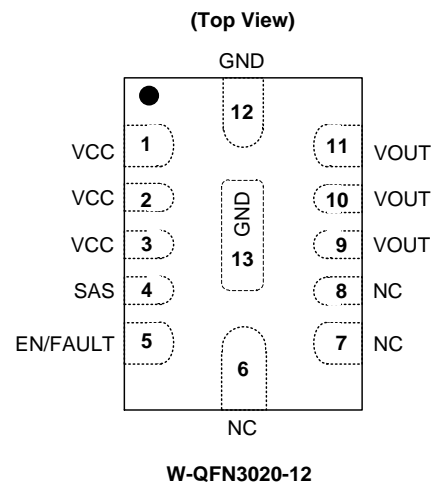 (Top View)
GND
12
VCC 1
11 VOUT
VCC 2
10 VOUT
VCC 3
9 VOUT
GND
13
SAS 4
8 NC
EN/FAULT 5
7 NC
6
NC
W-QFN3020-12